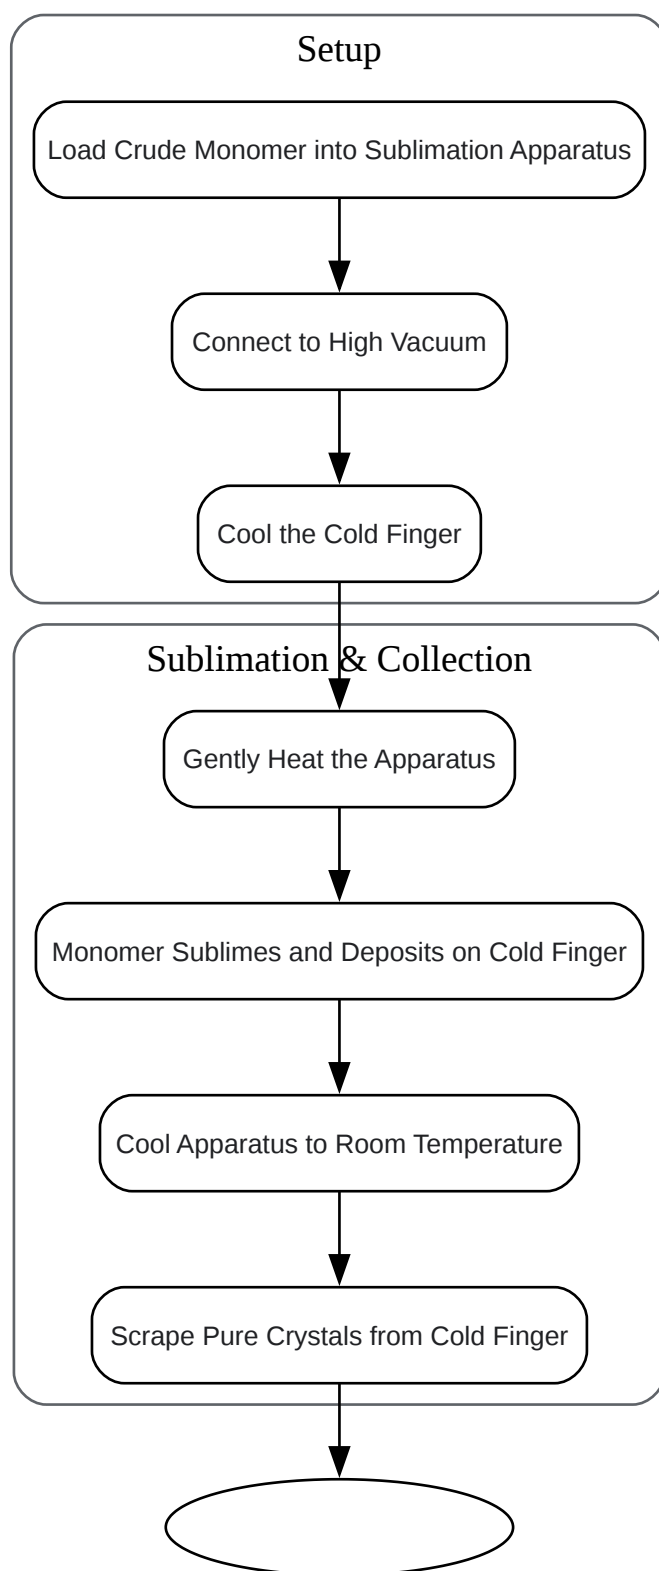 Setup
Load Crude Monomer into Sublimation Apparatus
Connect to High Vacuum
Cool the Cold Finger
Sublimation & Collection
Gently Heat the Apparatus
Monomer Sublimes and Deposits on Cold Finger
Cool Apparatus to Room Temperature
Scrape Pure Crystals from Cold Finger